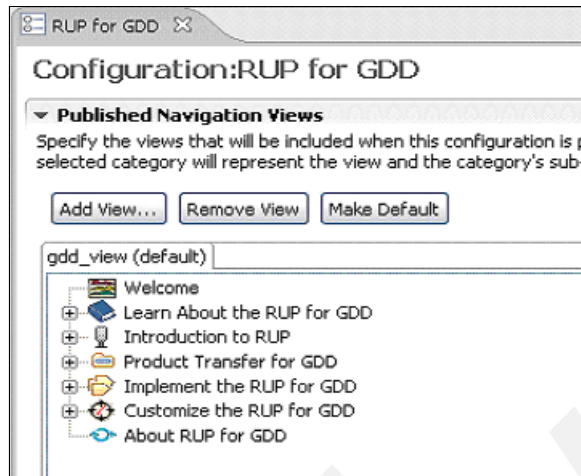 RUP for GDD
Configuration:RUP for GDD
Published Navigation Views
Specify the views that will be included when this configuration is
selected category will represent the view and the category's sub-
Add View... Remove View Make Default
gdd_view (default)
Welcome
Learn About the RUP for GDD
Introduction to RUP
Product Transfer for GDD
Implement the RUP for GDD
Customize the RUP for GDD
About RUP for GDD